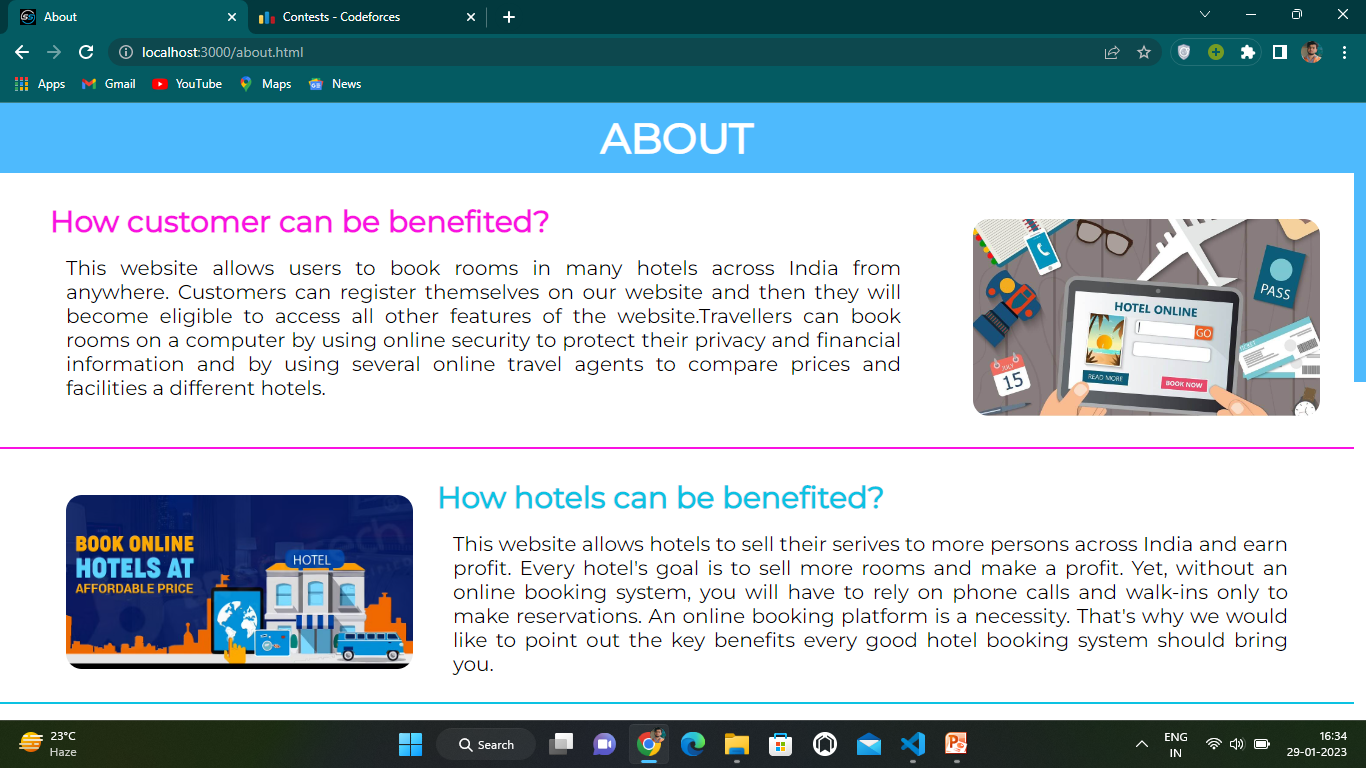 About
Contests - Codeforces
localhost:3000/about.html
Apps
Gmail
YouTube
Maps
News
ABOUT
How customer can be benefited?
This website allows users to book rooms in many hotels across India from
anywhere. Customers can register themselves on our website and then they will
become eligible to access all other features of the website.Travellers can book
rooms on a computer by using online security to protect their privacy and financial
information and by using several online travel agents to compare prices and
facilities a different hotels.
HOTEL ONLINE
GO
READ MORE
BOOK NOW
PASS
JULY
15
How hotels can be benefited?
This website allows hotels to sell their serives to more persons across India and earn
profit. Every hotel's goal is to sell more rooms and make a profit. Yet, without an
online booking system, you will have to rely on phone calls and walk-ins only to
make reservations. An online booking platform is a necessity. That's why we would
like to point out the key benefits every good hotel booking system should bring
you.
BOOK ONLINE
HOTELS AT
AFFORDABLE PRICE
HOTEL
23°C
Haze
Search
ENG
IN
16:34
29-01-2023